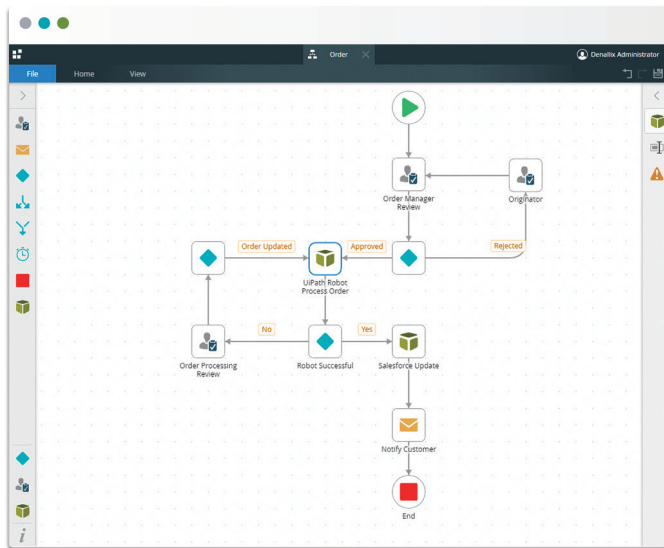 Order
Denallix Administrator
File
Home
View
Order Manager
Review
Originator
Order Updated
Approved
Rejected
UiPath Robot
Process Order
No
Yes
Order Processing
Review
Robot Successful
Salesforce Update
Notify Customer
End
i